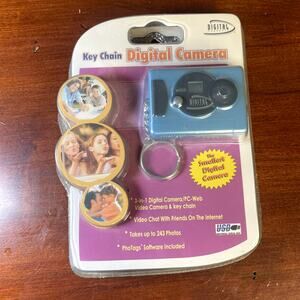 DIGITAL
Key Chain Digital Camera
DIGITAL
The
Smallest
Digital
Camera
3-in-1 Digital Camera/PC-Web
Video Camera & key chain
Video Chat With Friends On The Internet
Takes up to 243 Photos
PhoTags Software Included
USB